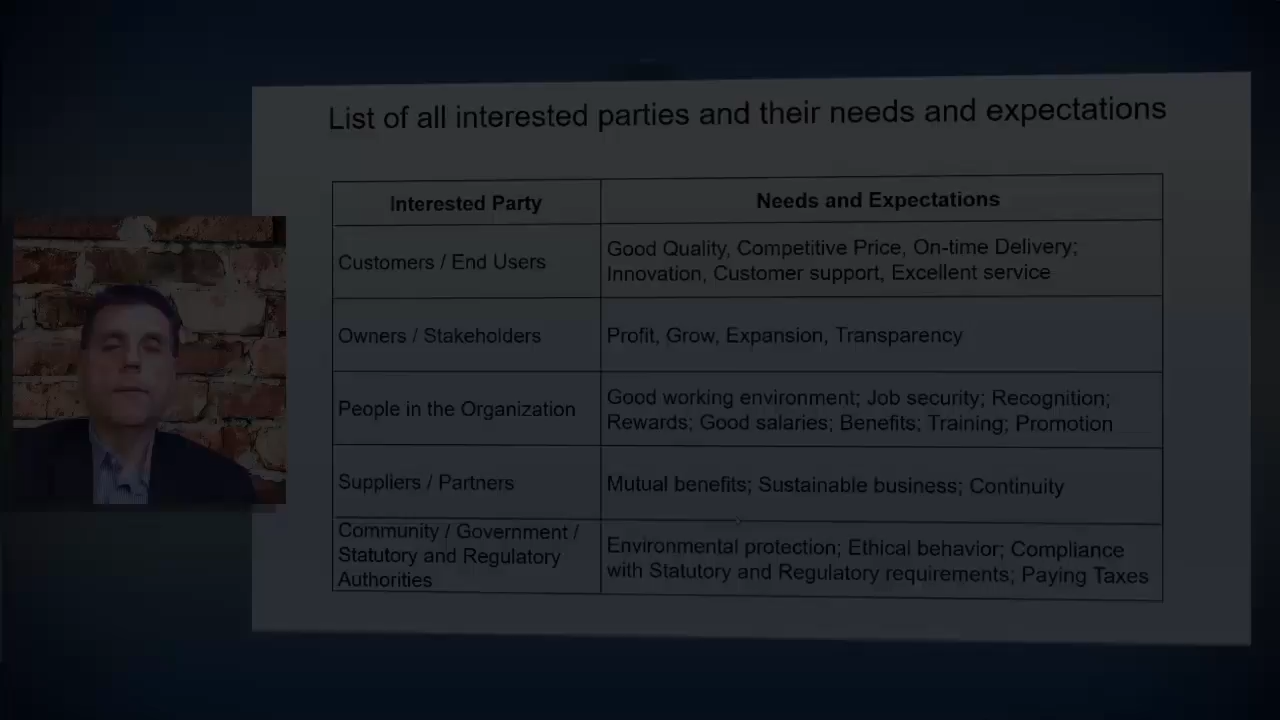 List of all interested parties and their needs and expectations
Interested Party
Needs and Expectations
Customers / End Users
Good Quality, Competitive Price, On-time Delivery;
Innovation, Customer support, Excellent service
Owners / Stakeholders
Profit, Grow, Expansion, Transparency
People in the Organization
Good working environment; Job security; Recognition;
Rewards; Good salaries; Benefits; Training; Promotion
Suppliers / Partners
Mutual benefits; Sustainable business; Continuity
Community / Government /
Statutory and Regulatory
Authorities
Environmental protection; Ethical behavior; Compliance
with Statutory and Regulatory requirements; Paying Taxes